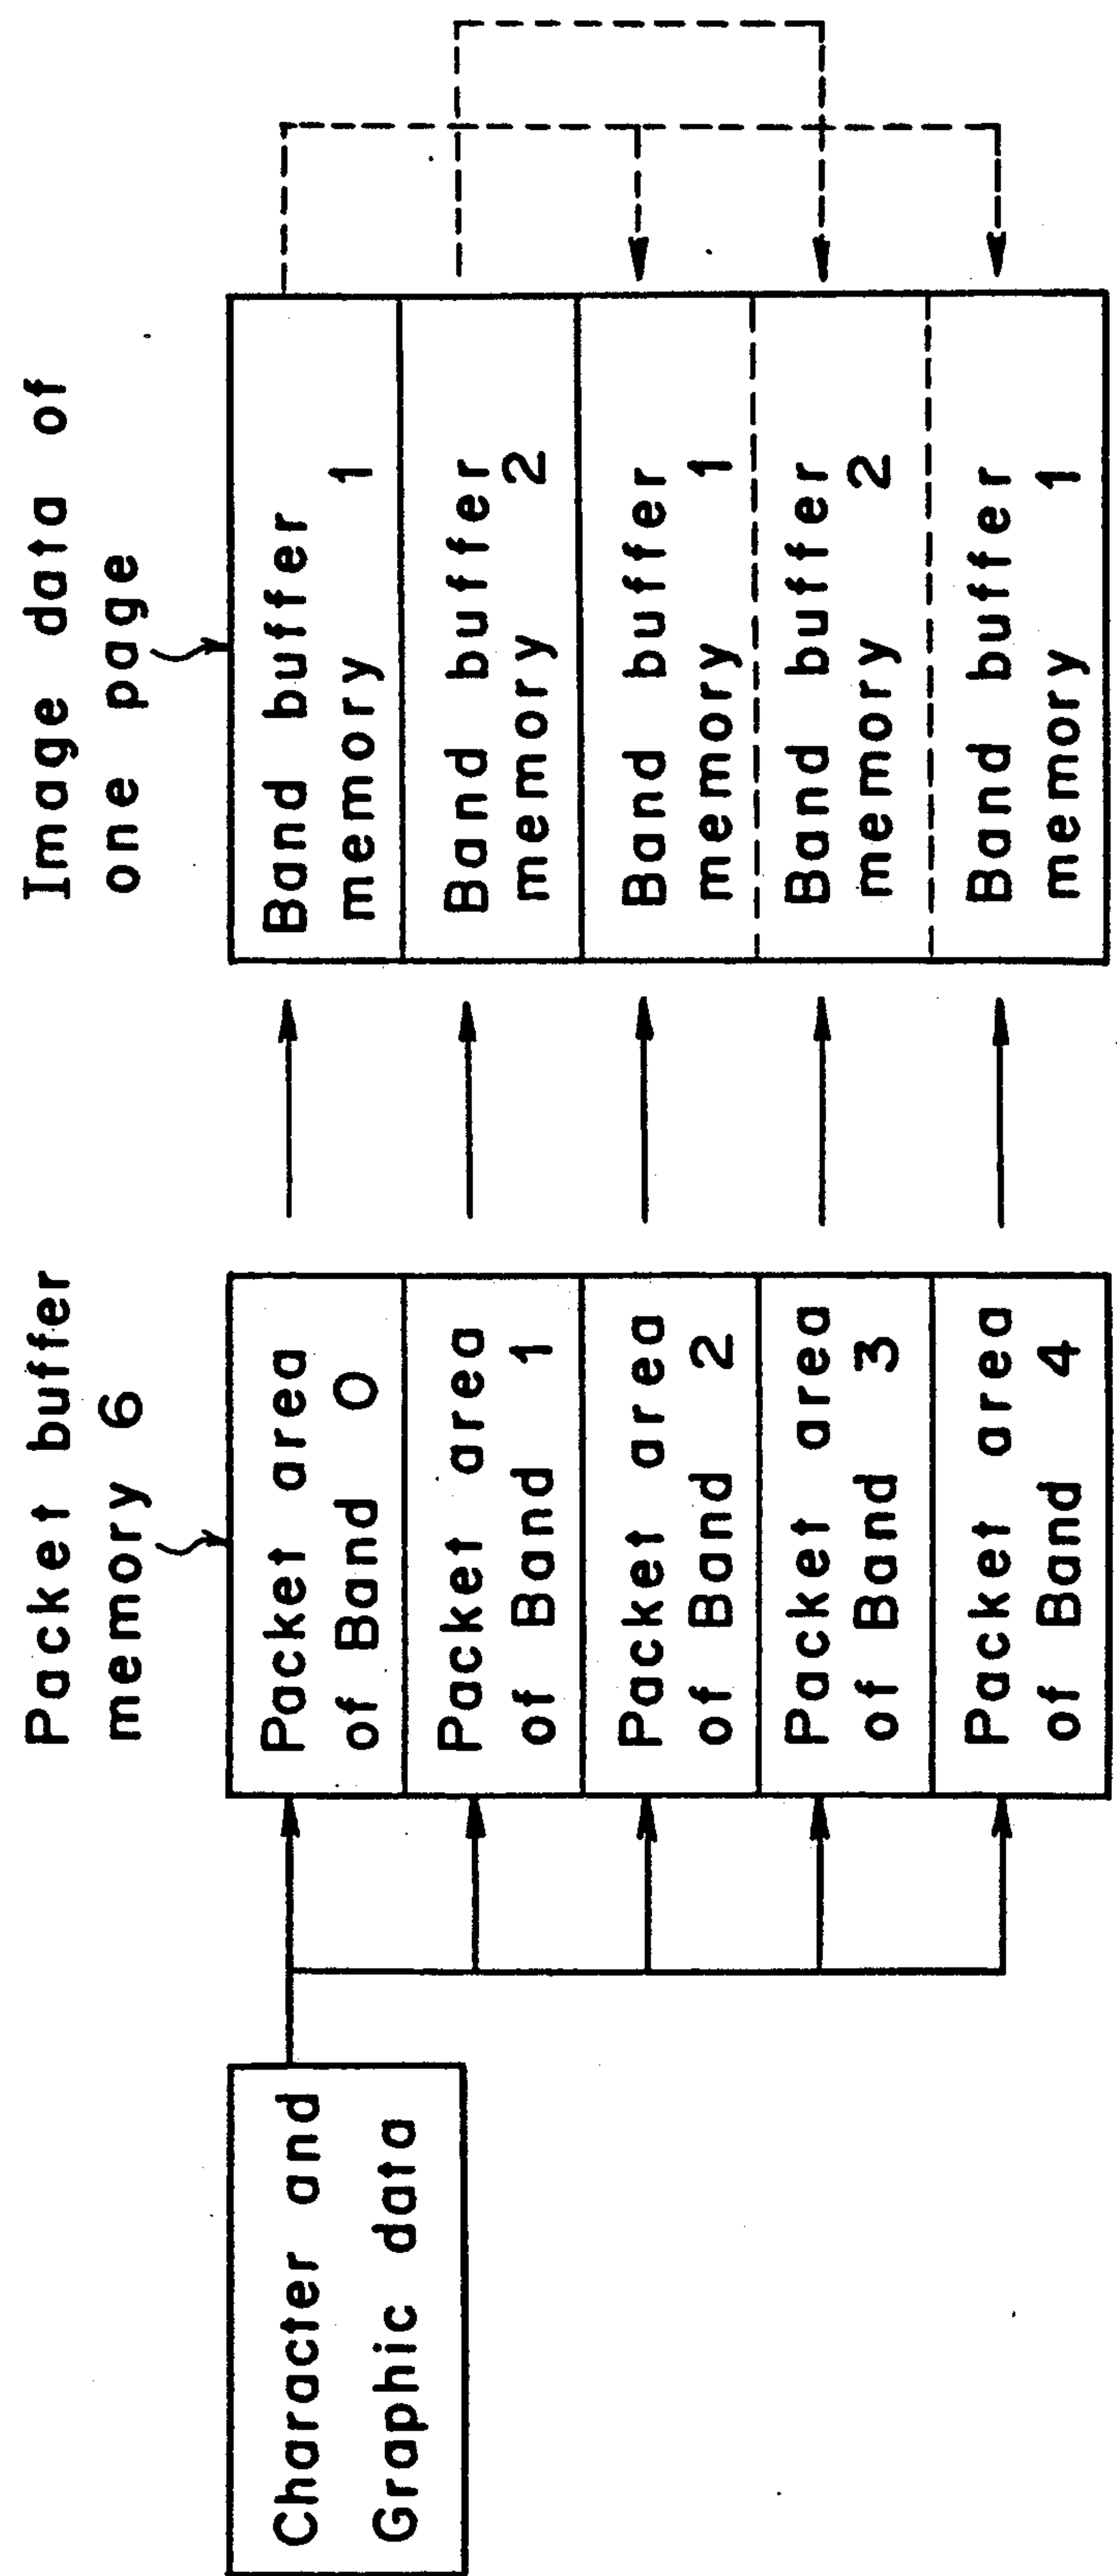 Character and
Graphic data
Packet buffer
memory 6
Packet area
of Band 0
Packet area
of Band 1
Packet area
of Band 2
Packet area
of Band 3
Packet area
of Band 4
Image data of
one page
Band buffer
memory 1
Band buffer
memory 2
Band buffer
memory 1
Band buffer
memory 2
Band buffer
memory 1